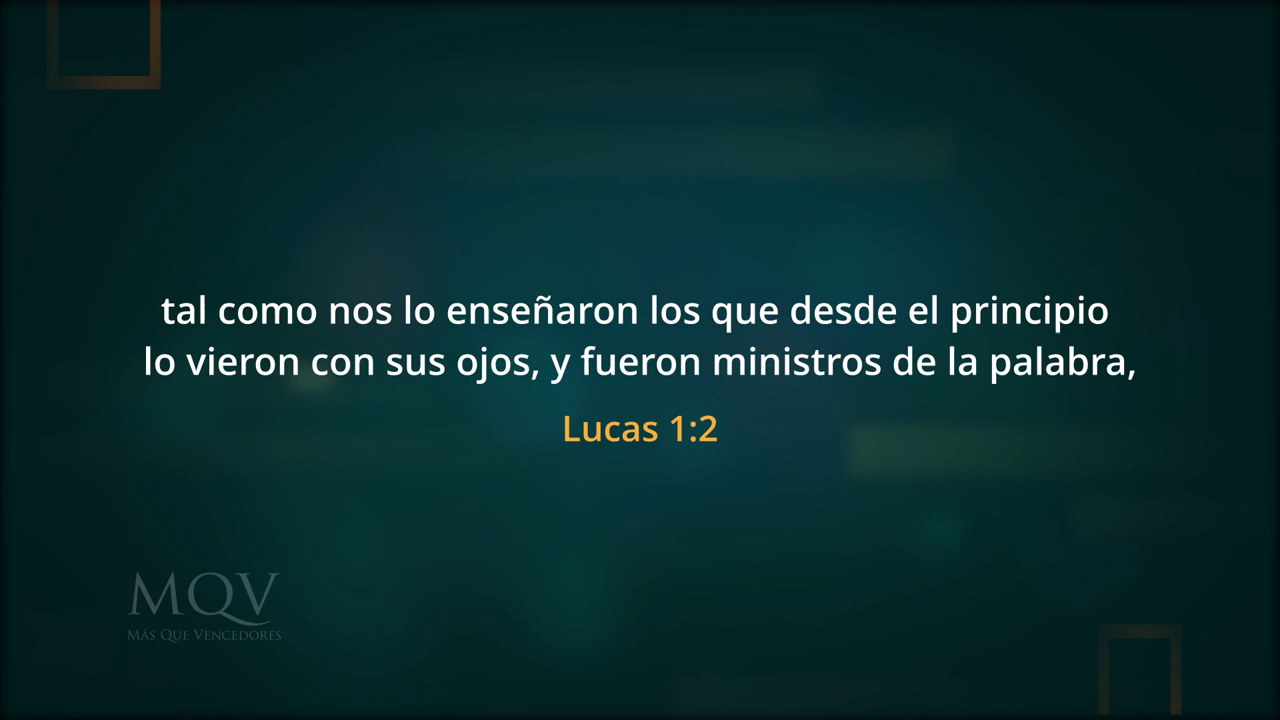 tal como nos lo enseñaron los que desde el principio
lo vieron con sus ojos, y fueron ministros de la palabra,
Lucas 1:2
MQV
MÁS QUE VENCEDORES